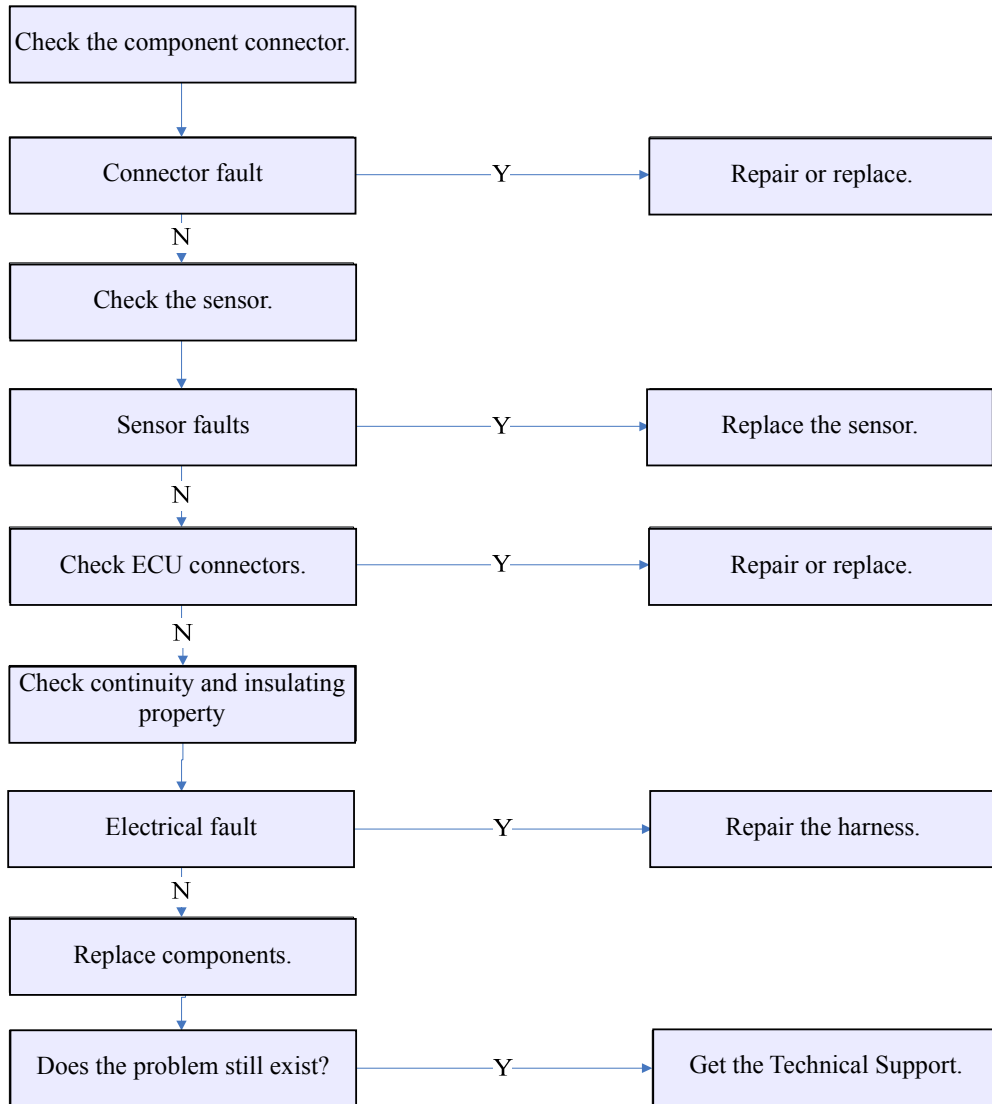 Check the component connector.
Connector fault
Y
Repair or replace.
N
Check the sensor.
Sensor faults
Y
Replace the sensor.
N
Check ECU connectors.
Y
Repair or replace.
N
Check continuity and insulating
property
Electrical fault
Y
Repair the harness.
N
Replace components.
Does the problem still exist?
Y
Get the Technical Support.